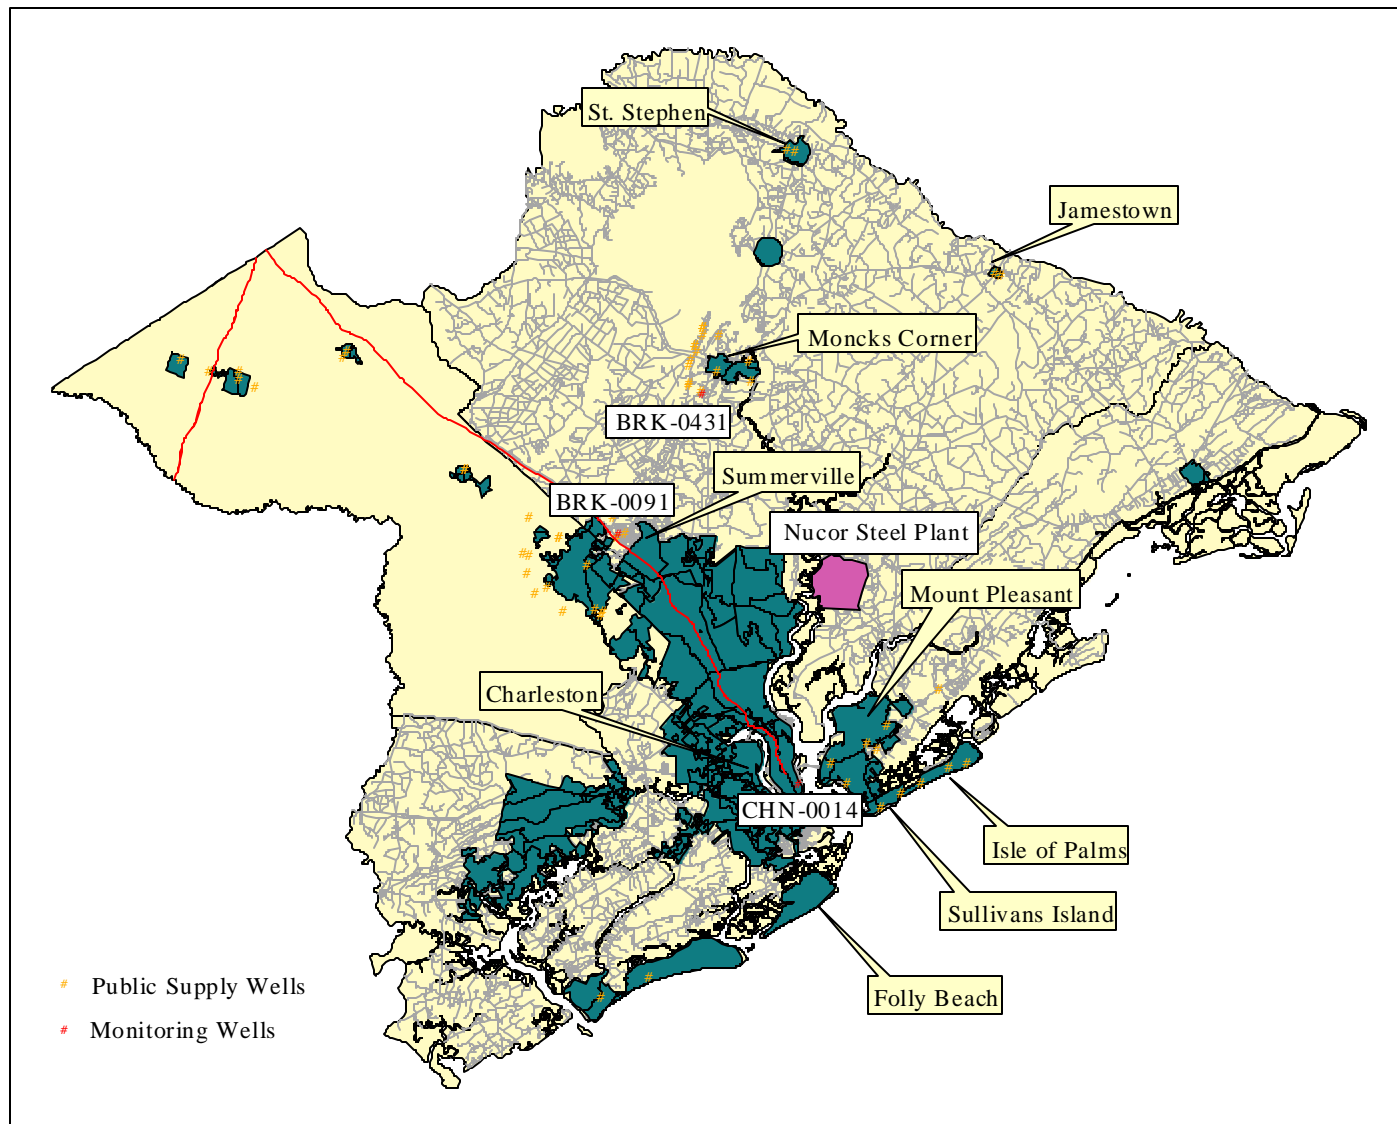 St. Stephen
Jamestown
Moncks Corner
BRK-0431
Summerville
BRK-0091
Nucor Steel Plant
Mount Pleasant
Charleston
CHN-0014
Isle of Palms
Sullivans Island
Folly Beach
# Public Supply Wells
# Monitoring Wells